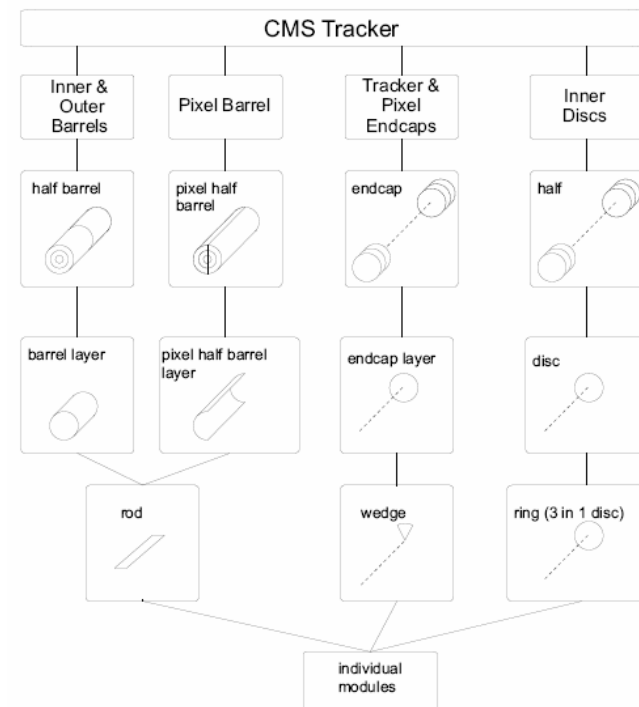 CMS Tracker
Inner &
Outer
Barrels
Pixel Barrel
Tracker &
Pixel
Endcaps
Inner
Discs
half barrel
pixel half
barrel
endcap
half
barrel layer
pixel half barrel
layer
endcap layer
disc
rod
wedge
ring (3 in 1 disc)
individual
modules